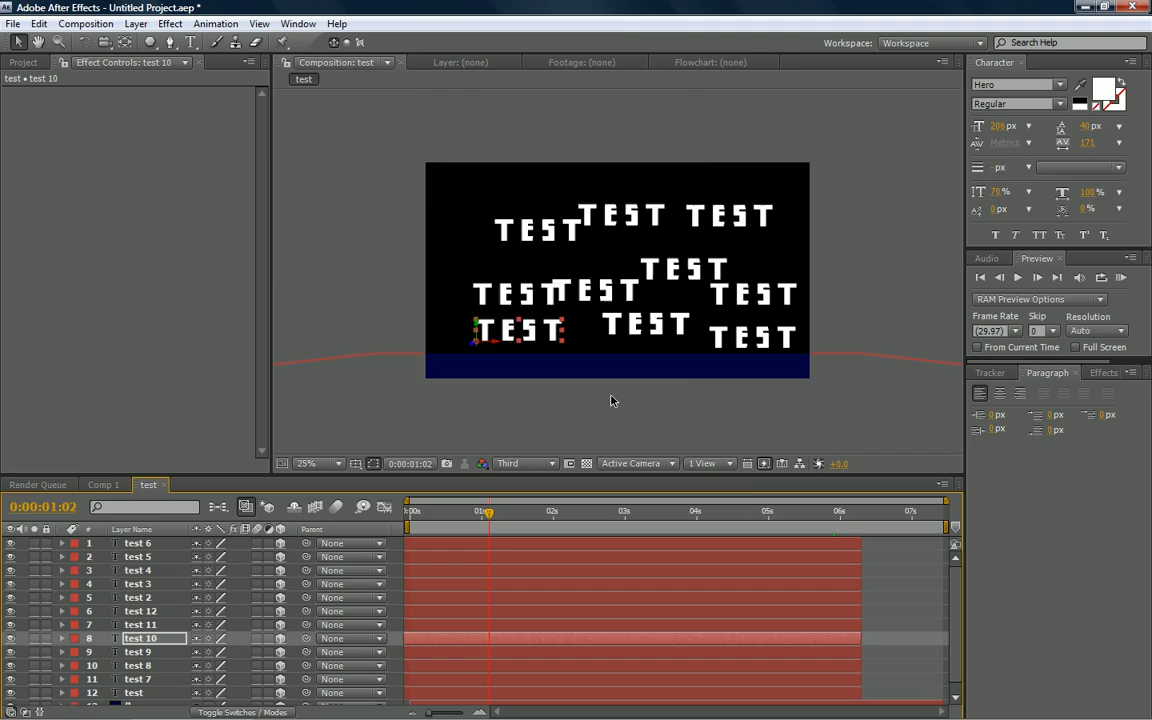 Adobe After Effects - Untitled Project.aep *
File Edit Composition Layer Effect Animation View Window Help
Workspace: Workspace Search Help
Project Effect Controls: test 10 Composition: test Layer: (none) Footage: (none) Flowchart: (none) Character
test • test 10
test
Hero
Regular
206 px 40 px
Metrics 171
- px
70 % 100 %
0 px 0 %
T T TT Tт T¹ T₁
TEST
TEST
TEST
TEST
TEST
TEST
TEST
TEST
TEST
TEST
Audio Preview
RAM Preview Options
Frame Rate Skip Resolution
(29.97) 0 Auto
From Current Time Full Screen
Tracker Paragraph Effects
0 px 0 px 0 px
0 px 0 px
25% 0:00:01:02 Third Active Camera 1 View +0.0
Render Queue Comp 1 test
0:00:01:02
:00s 01s 02s 03s 04s 05s 06s 07s
# Layer Name fx Parent
1 T test 6 None
2 T test 5 None
3 T test 4 None
4 T test 3 None
5 T test 2 None
6 T test 12 None
7 T test 11 None
8 T test 10 None
9 T test 9 None
10 T test 8 None
11 T test 7 None
12 T test None
Toggle Switches / Modes